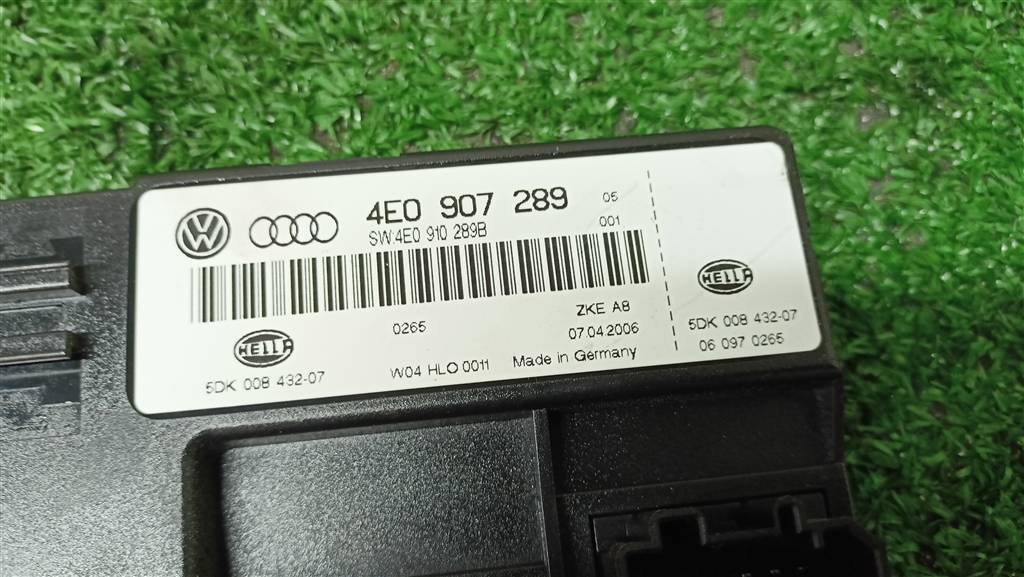 4E0 907 289 05
SW:4E0 910 289B 001
0265
ZKE A8
07.04.2006
HELLA
5DK 008 432-07
W04 HLO 0011 Made in Germany
HELLA
5DK 008 432-07
06 097 0265